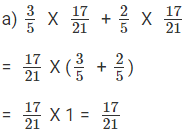 a) 3/5 X 17/21 + 2/5 X 17/21
= 17/21 X ( 3/5 + 2/5 )
= 17/21 X 1 = 17/21